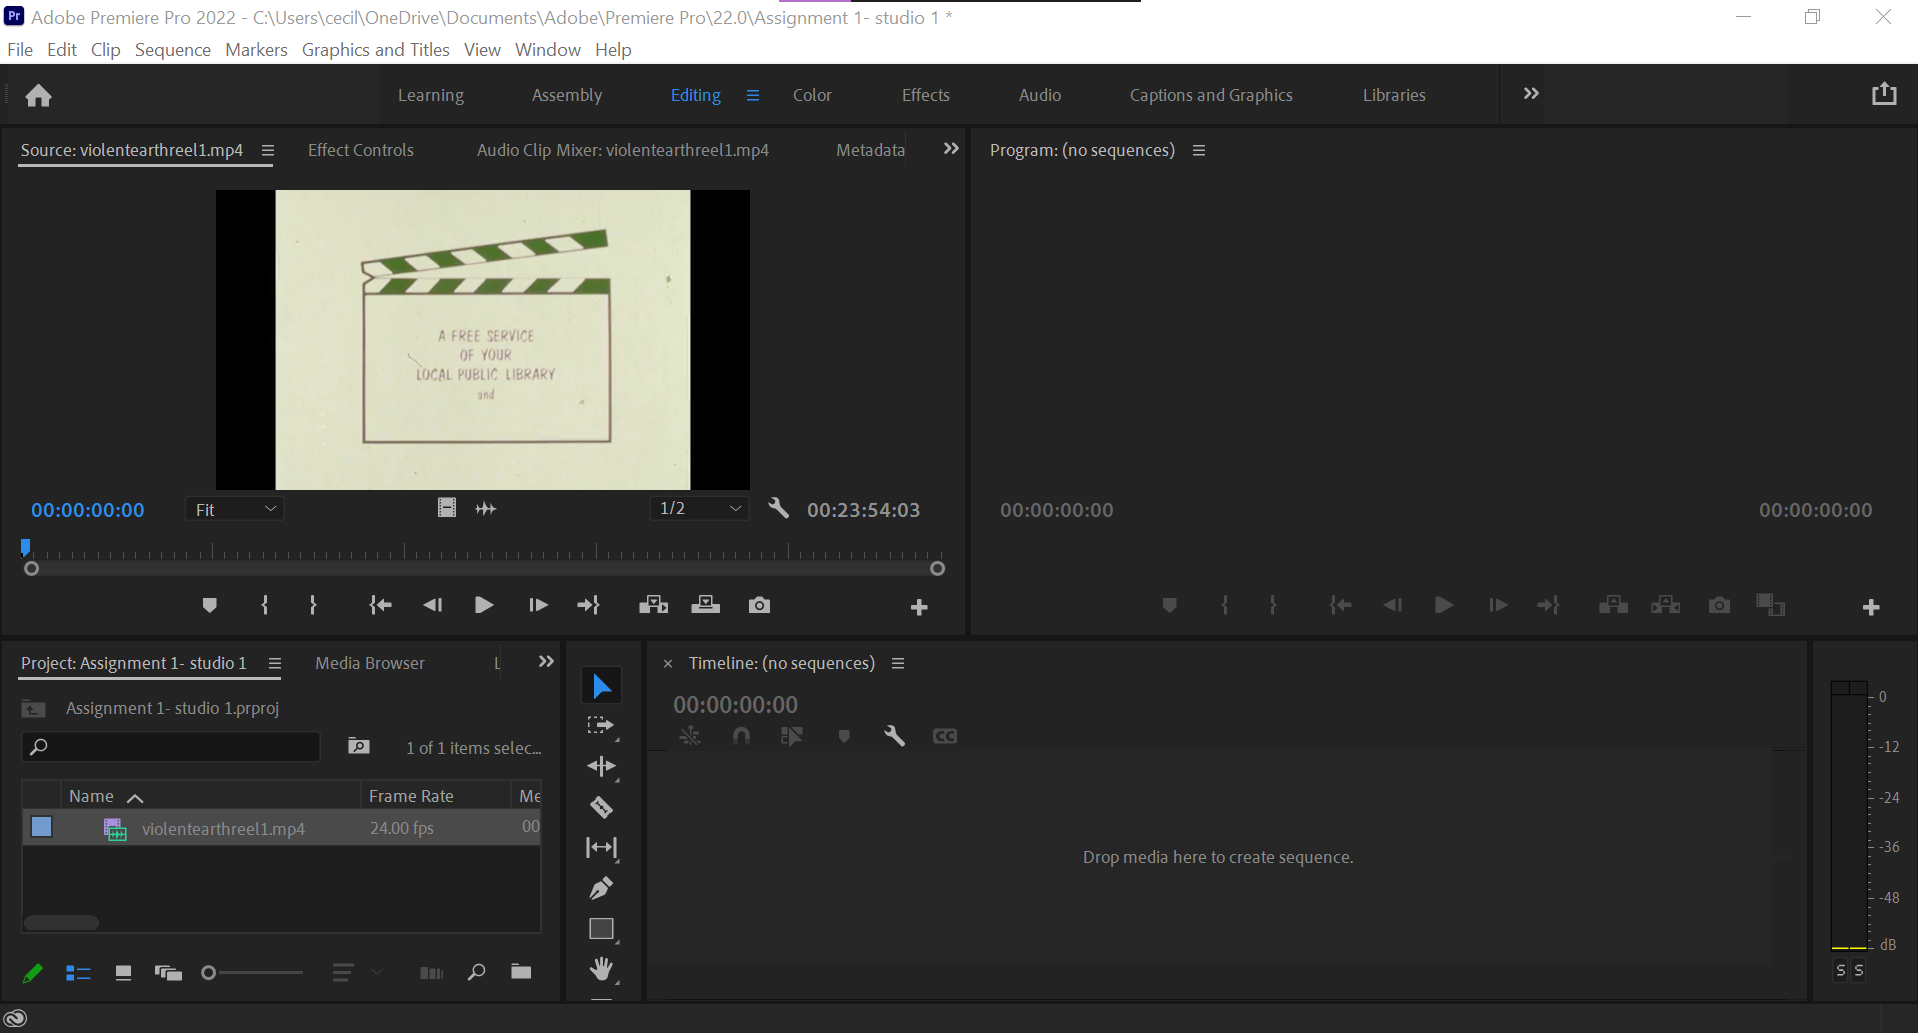 Pr Adobe Premiere Pro 2022 - C:\Users\cecil\OneDrive\Documents\Adobe\Premiere Pro\22.0\Assignment 1- studio 1 *
File Edit Clip Sequence Markers Graphics and Titles View Window Help
Learning Assembly Editing Color Effects Audio Captions and Graphics Libraries
Source: violentearthreel1.mp4 Effect Controls Audio Clip Mixer: violentearthreel1.mp4 Metadata
Program: (no sequences)
A FREE SERVICE
OF YOUR
LOCAL PUBLIC LIBRARY
and
00:00:00:00 Fit 1/2 00:23:54:03
00:00:00:00 00:00:00:00
Project: Assignment 1- studio 1 Media Browser L
Assignment 1- studio 1.prproj
1 of 1 items selec...
Name Frame Rate Me
violentearthreel1.mp4 24.00 fps 00
Timeline: (no sequences)
00:00:00:00
CC
Drop media here to create sequence.
0
-12
-24
-36
-48
dB
S S